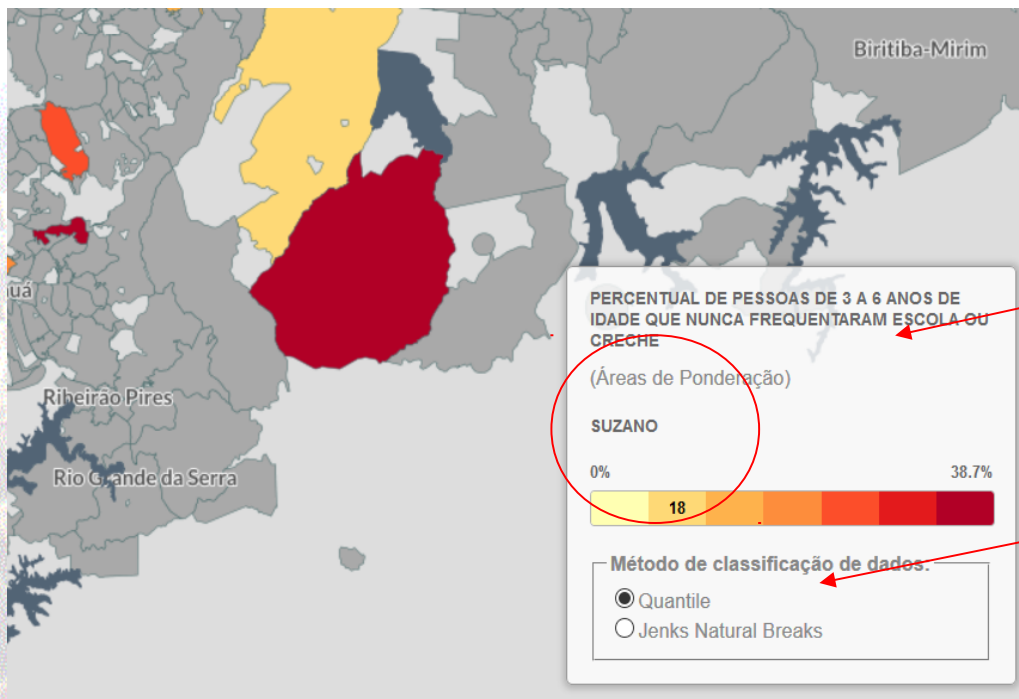 Biritiba-Mirim
uá
Ribeirão Pires
Rio Grande da Serra
PERCENTUAL DE PESSOAS DE 3 A 6 ANOS DE
IDADE QUE NUNCA FREQUENTARAM ESCOLA OU
CRECHE
(Áreas de Ponderação)
SUZANO
0% 38.7%
18
Método de classificação de dados:
Quantile
Jenks Natural Breaks